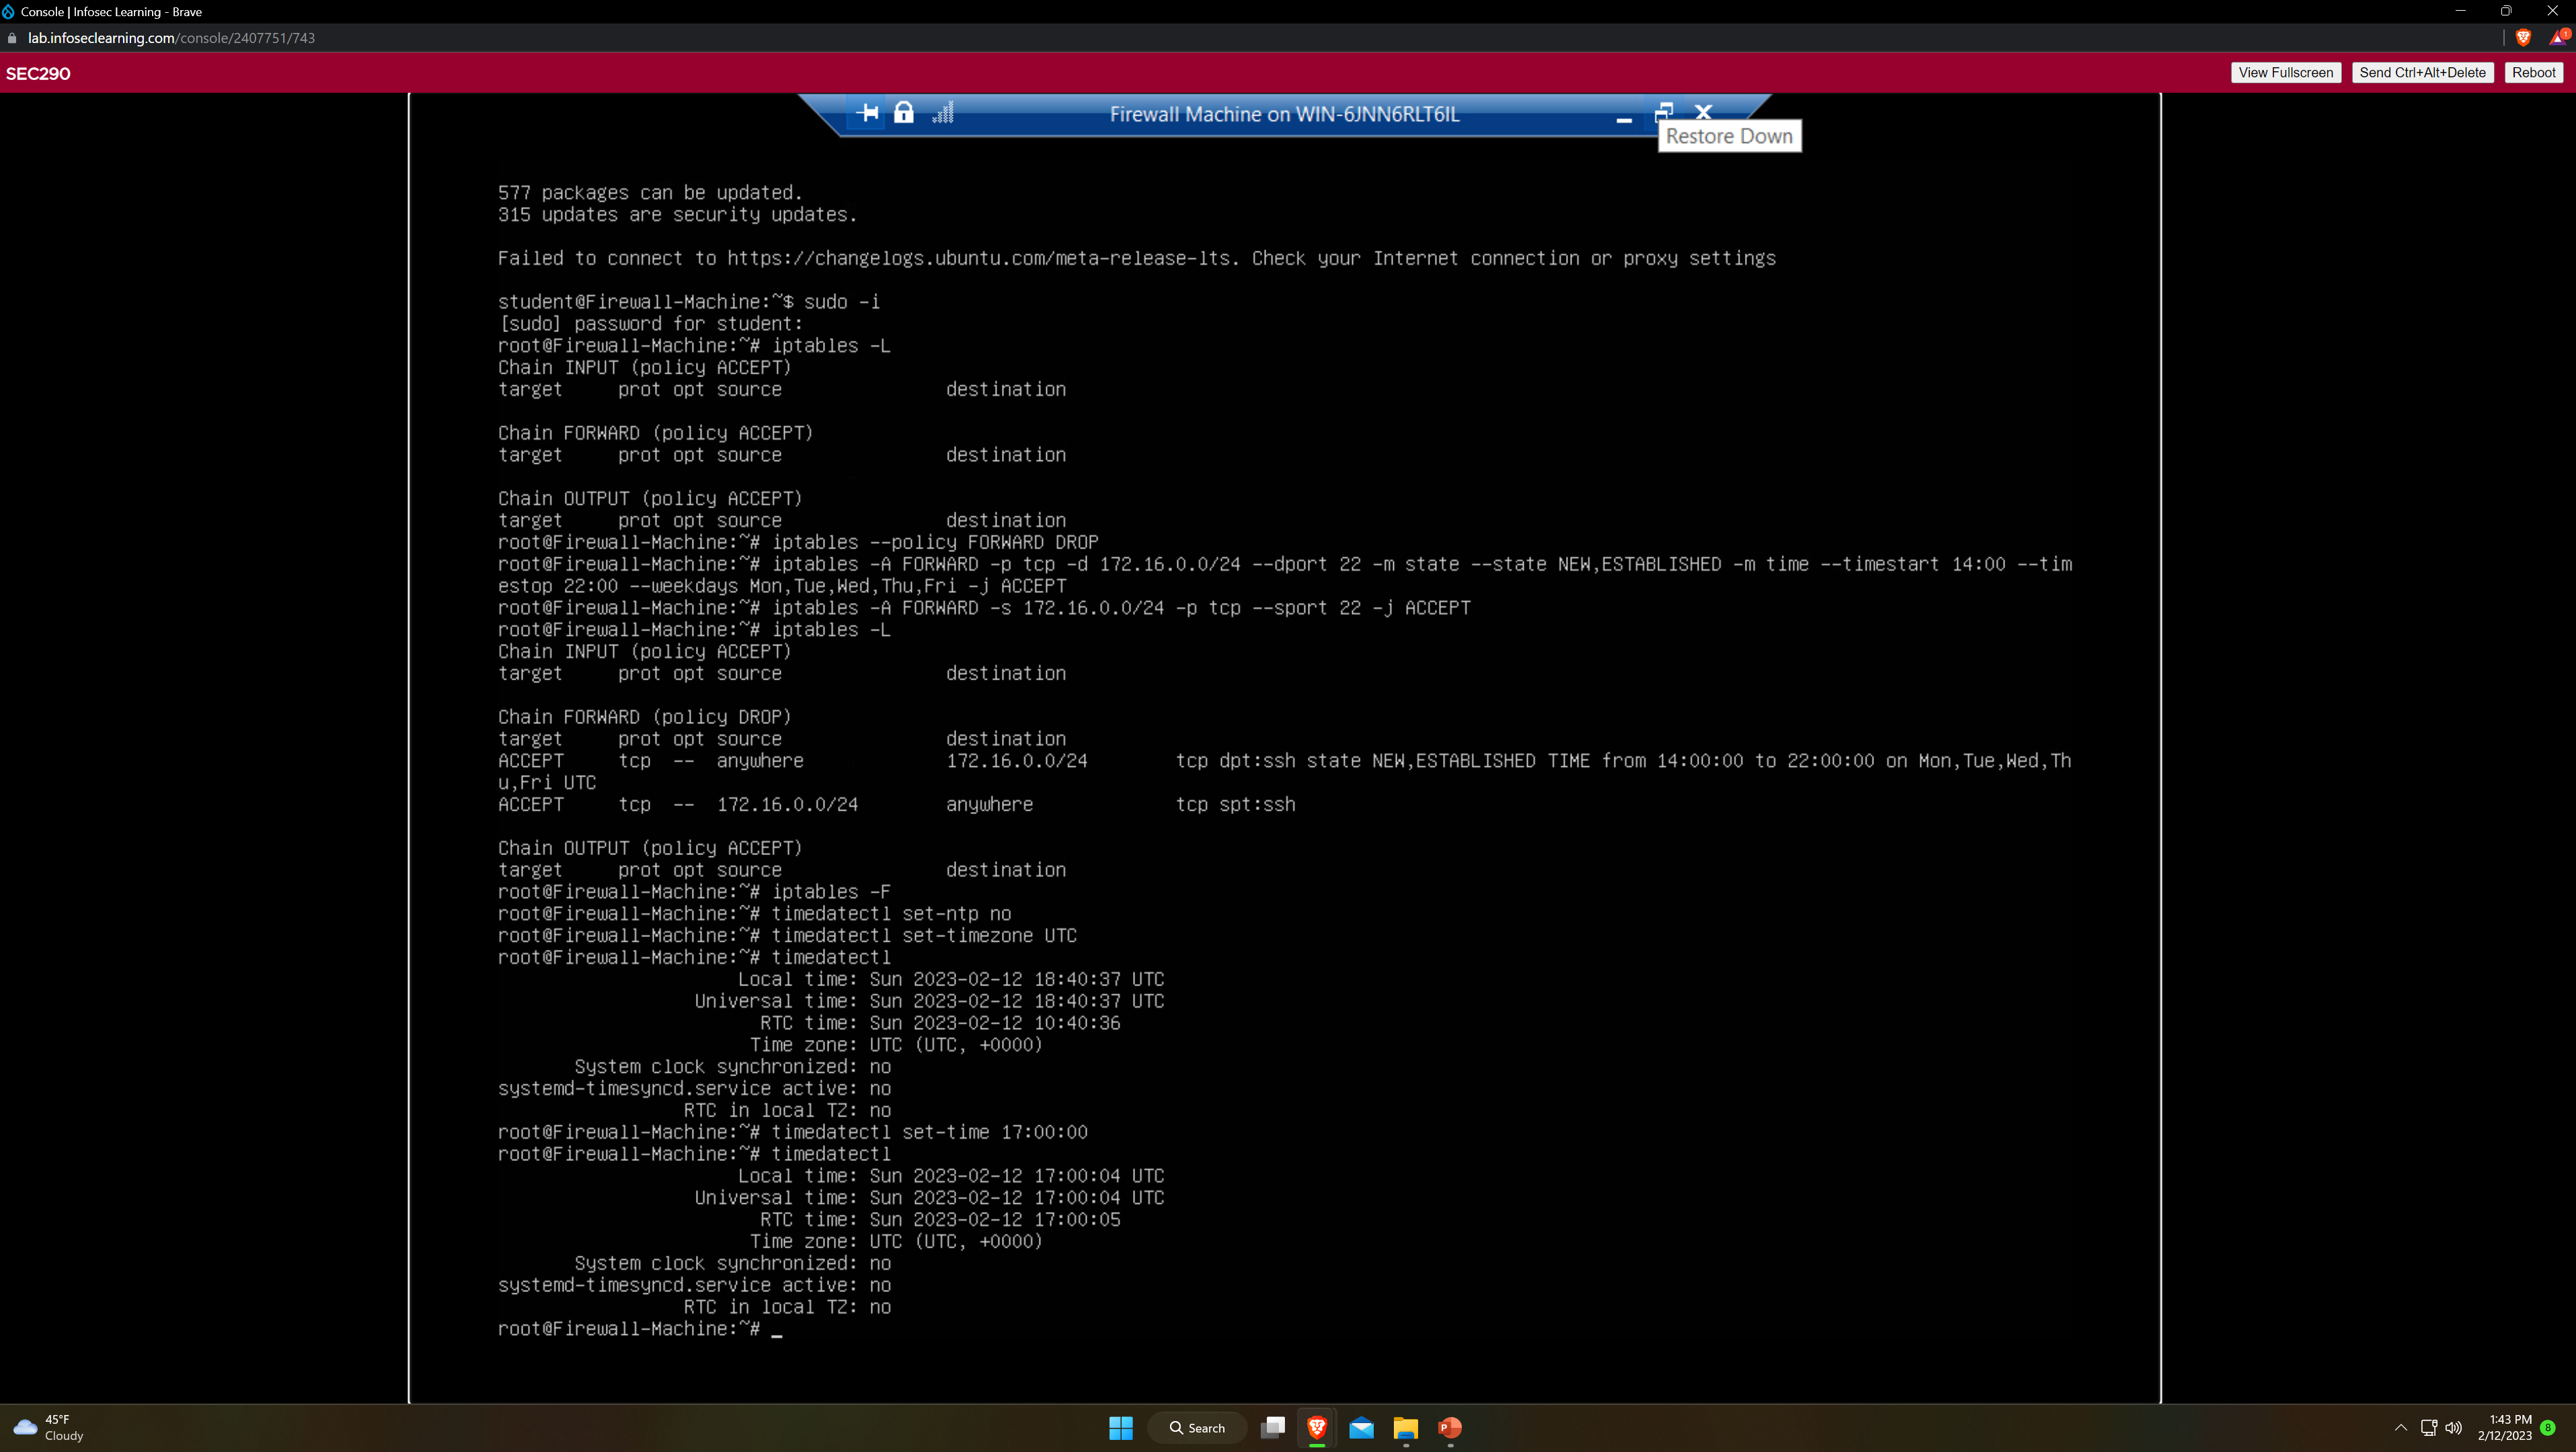 Console | Infosec Learning - Brave
lab.infoseclearning.com/console/2407751/743
1
SEC290
View Fullscreen
Send Ctrl+Alt+Delete
Reboot
Firewall Machine on WIN-6JNN6RLT6IL
Restore Down
577 packages can be updated.
315 updates are security updates.
Failed to connect to https://changelogs.ubuntu.com/meta-release-lts. Check your Internet connection or proxy settings
student@Firewall-Machine:~$ sudo -i
[sudo] password for student:
root@Firewall-Machine:~# iptables -L
Chain INPUT (policy ACCEPT)
target prot opt source destination
Chain FORWARD (policy ACCEPT)
target prot opt source destination
Chain OUTPUT (policy ACCEPT)
target prot opt source destination
root@Firewall-Machine:~# iptables --policy FORWARD DROP
root@Firewall-Machine:~# iptables -A FORWARD -p tcp -d 172.16.0.0/24 --dport 22 -m state --state NEW,ESTABLISHED -m time --timestart 14:00 --tim
estop 22:00 --weekdays Mon,Tue,Wed,Thu,Fri -j ACCEPT
root@Firewall-Machine:~# iptables -A FORWARD -s 172.16.0.0/24 -p tcp --sport 22 -j ACCEPT
root@Firewall-Machine:~# iptables -L
Chain INPUT (policy ACCEPT)
target prot opt source destination
Chain FORWARD (policy DROP)
target prot opt source destination
ACCEPT tcp -- anywhere 172.16.0.0/24 tcp dpt:ssh state NEW,ESTABLISHED TIME from 14:00:00 to 22:00:00 on Mon,Tue,Wed,Th
u,Fri UTC
ACCEPT tcp -- 172.16.0.0/24 anywhere tcp spt:ssh
Chain OUTPUT (policy ACCEPT)
target prot opt source destination
root@Firewall-Machine:~# iptables -F
root@Firewall-Machine:~# timedatectl set-ntp no
root@Firewall-Machine:~# timedatectl set-timezone UTC
root@Firewall-Machine:~# timedatectl
Local time: Sun 2023-02-12 18:40:37 UTC
Universal time: Sun 2023-02-12 18:40:37 UTC
RTC time: Sun 2023-02-12 10:40:36
Time zone: UTC (UTC, +0000)
System clock synchronized: no
systemd-timesyncd.service active: no
RTC in local TZ: no
root@Firewall-Machine:~# timedatectl set-time 17:00:00
root@Firewall-Machine:~# timedatectl
Local time: Sun 2023-02-12 17:00:04 UTC
Universal time: Sun 2023-02-12 17:00:04 UTC
RTC time: Sun 2023-02-12 17:00:05
Time zone: UTC (UTC, +0000)
System clock synchronized: no
systemd-timesyncd.service active: no
RTC in local TZ: no
root@Firewall-Machine:~# _
45°F
Cloudy
Search
P
1:43 PM
2/12/2023
8